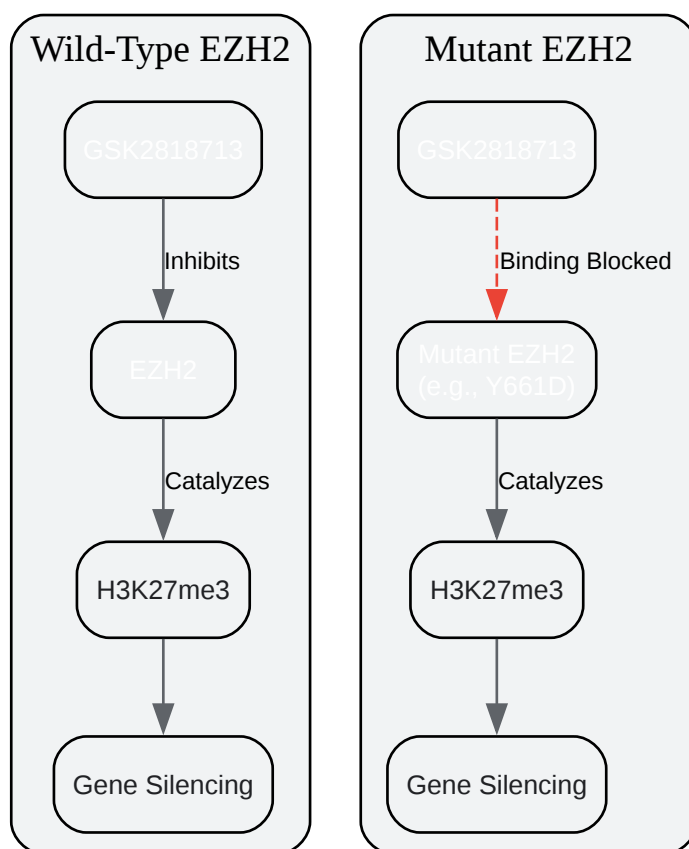 Wild-Type EZH2
GSK2818713
Inhibits
EZH2
Catalyzes
H3K27me3
Gene Silencing
Mutant EZH2
GSK2818713
Binding Blocked
Mutant EZH2
(e.g., Y661D)
Catalyzes
H3K27me3
Gene Silencing